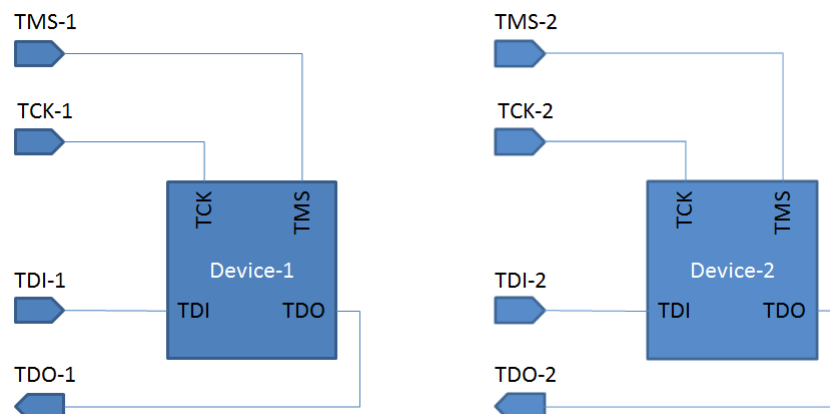 TMS-1
TCK-1
TCK
TMS
Device-1
TDI-1
TDI
TDO
TDO-1
TMS-2
TCK-2
TCK
TMS
Device-2
TDI-2
TDI
TDO
TDO-2